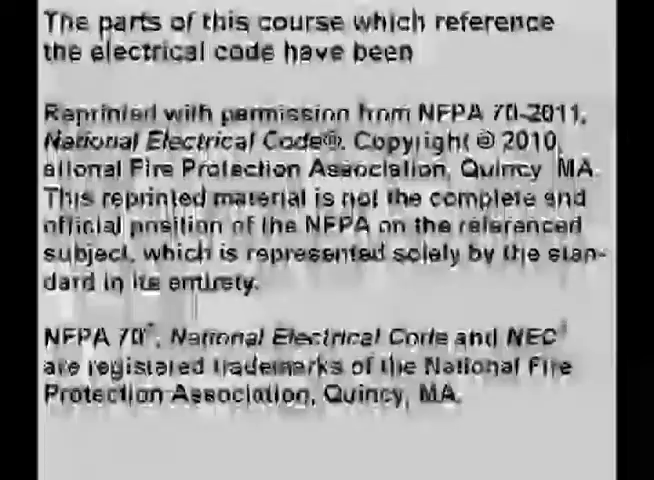 The parts of this course which reference
the electrical code have been
Reprinted with permission from NFPA 70-2011,
National Electrical Code®, Copyright © 2010,
ational Fire Protection Association, Quincy MA
This reprinted material is not the complete and
official position of the NFPA on the referenced
subject, which is represented solely by the stan-
dard in its entirety.
NFPA 70®, National Electrical Code and NEC®
are registered trademarks of the National Fire
Protection Association, Quincy, MA.